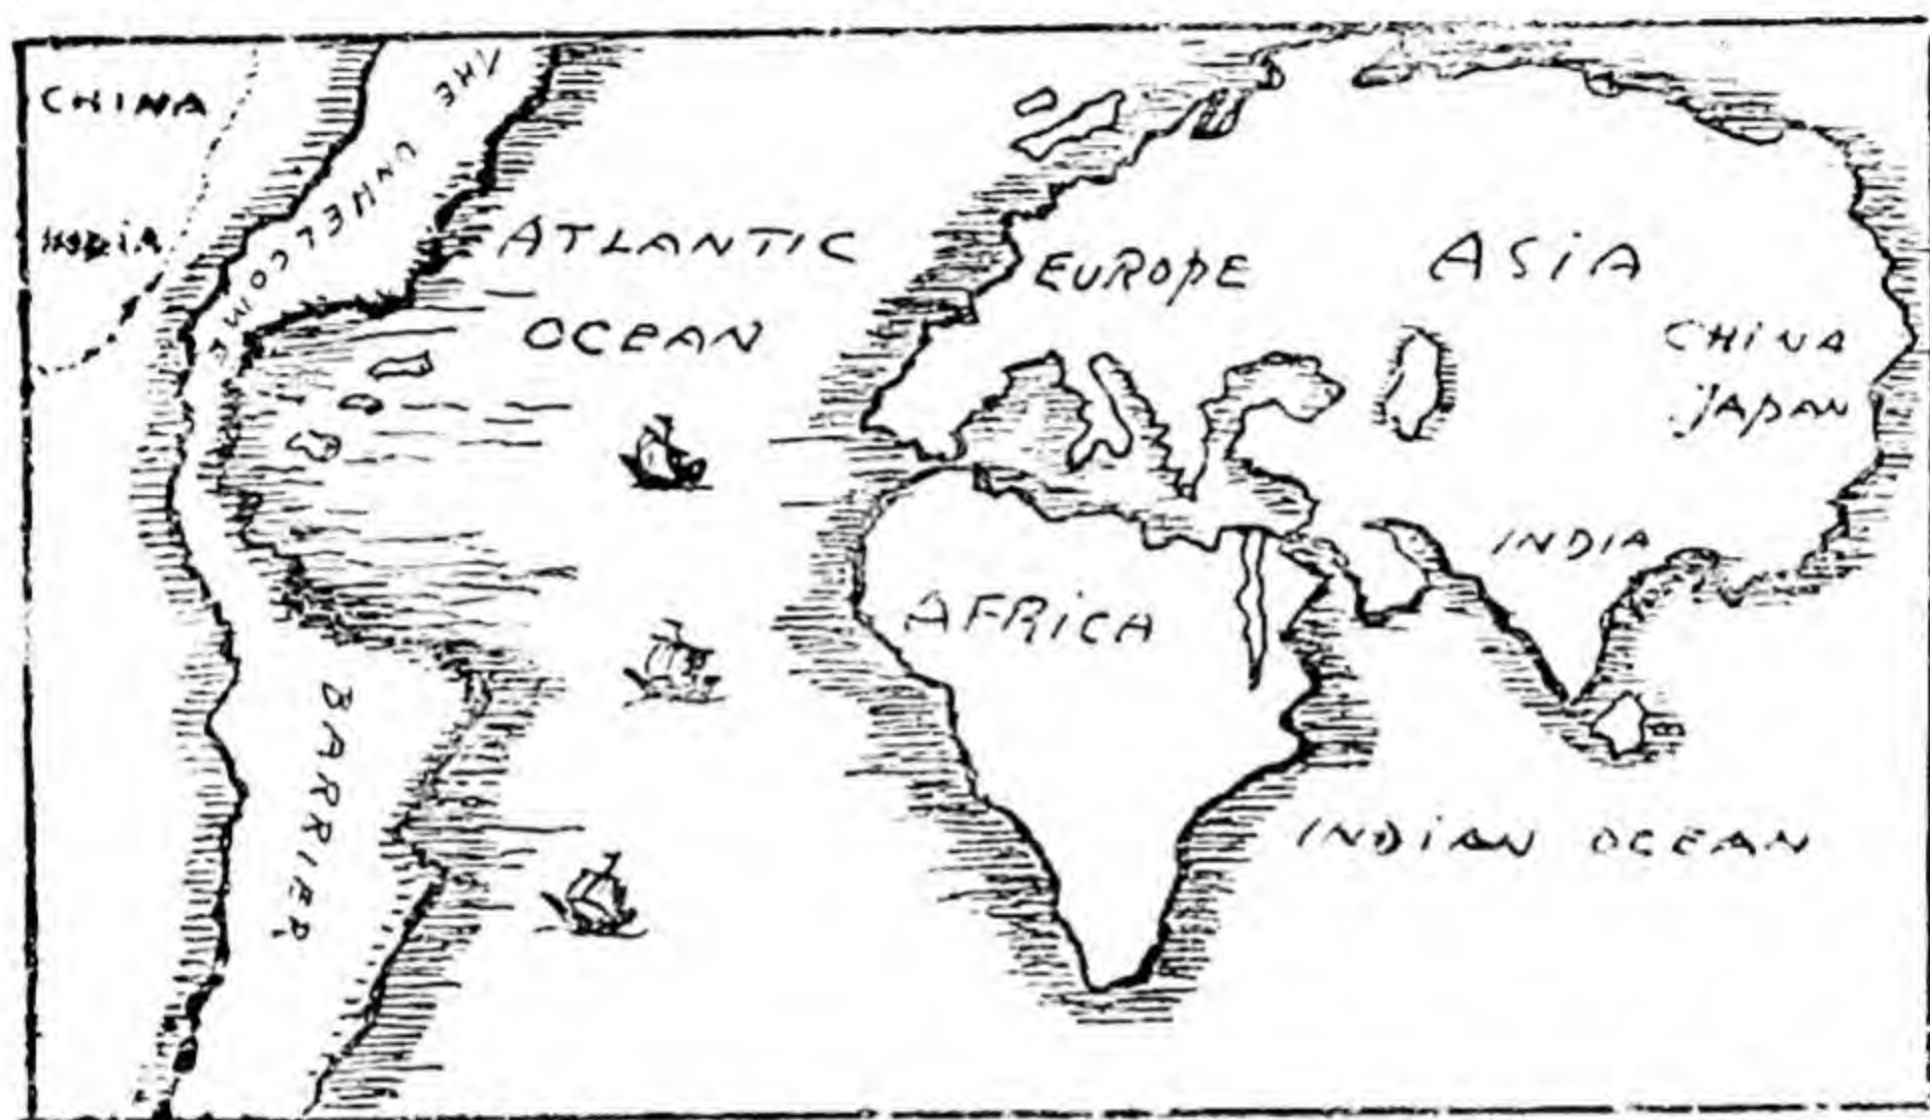 CHINA
INDIA
THE UNWELCOME
BARRIER
ATLANTIC
OCEAN
EUROPE
ASIA
CHINA
JAPAN
INDIA
AFRICA
INDIAN OCEAN